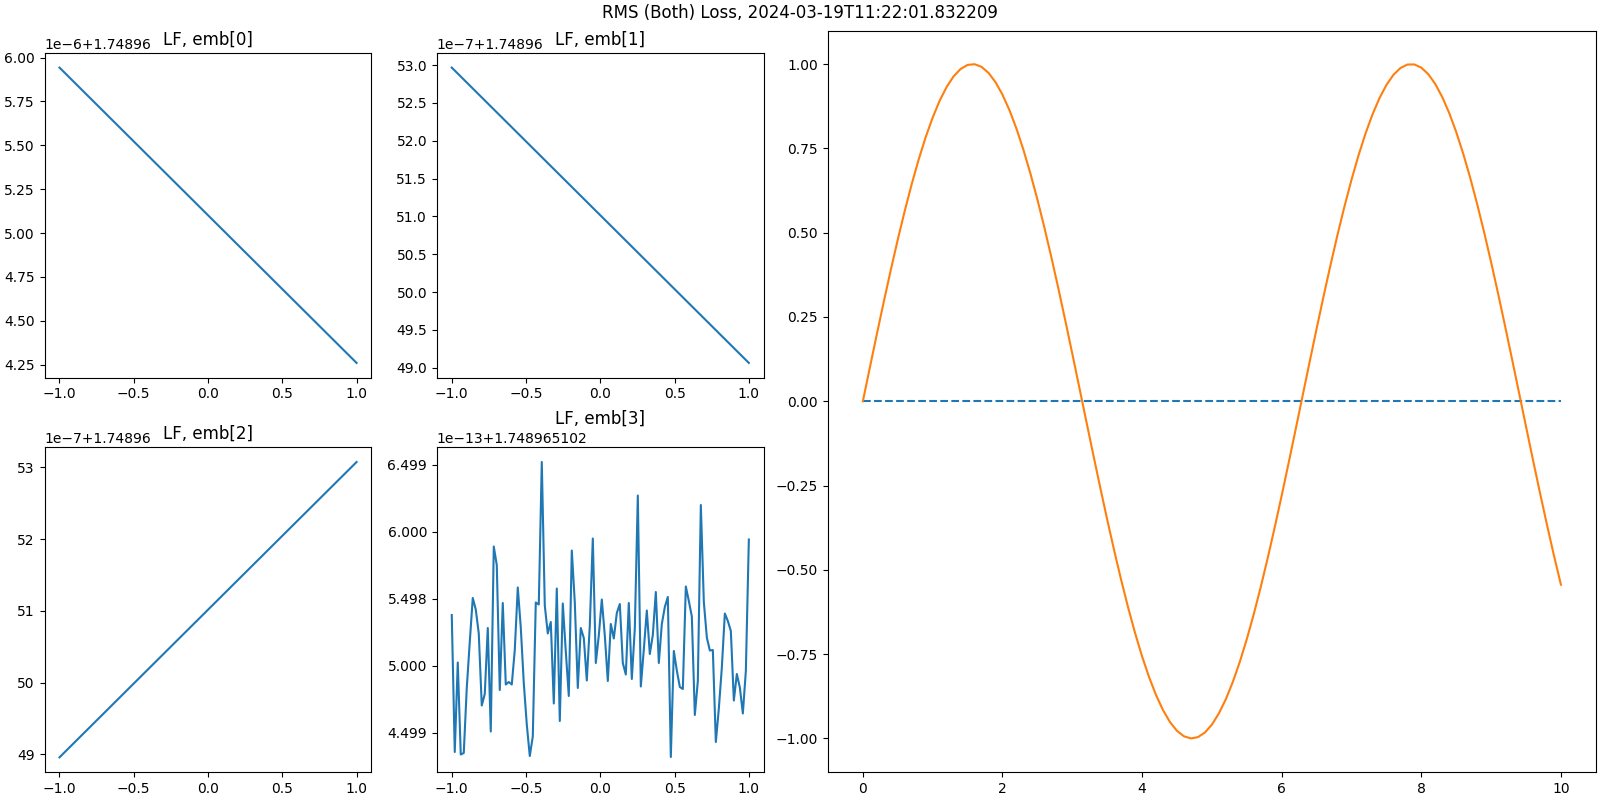 RMS (Both) Loss, 2024-03-19T11:22:01.832209
LF, emb[0]
1e−6+1.74896
6.00
5.75
5.50
5.25
5.00
4.75
4.50
4.25
−1.0 −0.5 0.0 0.5 1.0
LF, emb[1]
1e−7+1.74896
53.0
52.5
52.0
51.5
51.0
50.5
50.0
49.5
49.0
−1.0 −0.5 0.0 0.5 1.0
LF, emb[2]
1e−7+1.74896
53
52
51
50
49
−1.0 −0.5 0.0 0.5 1.0
LF, emb[3]
1e−13+1.748965102
6.499
6.000
5.498
5.000
4.499
−1.0 −0.5 0.0 0.5 1.0
1.00
0.75
0.50
0.25
0.00
−0.25
−0.50
−0.75
−1.00
0 2 4 6 8 10